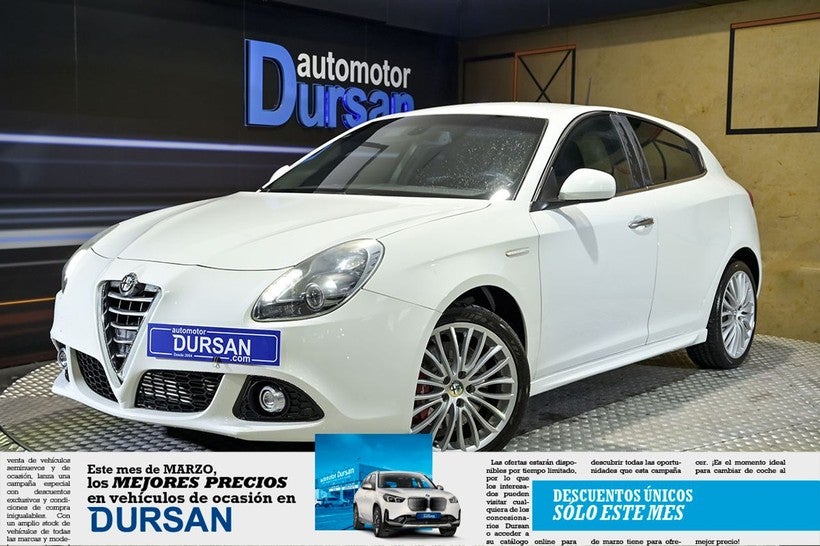 automotor
Dursan
automotor
DURSAN
Desde 2004
.com
venta de vehículos
seminuevos y de
ocasión, lanza una
campaña especial
con descuentos
exclusivos y condi-
ciones de compra
inigualables. Con
un amplio stock de
vehículos de todas
las marcas y mode-
Este mes de MARZO,
los MEJORES PRECIOS
en vehículos de ocasión en
DURSAN
automotor Dursan
Las ofertas estarán dispo-
nibles por tiempo limitado,
por lo que
los interesa-
dos pueden
visitar cual-
quiera de los
concesiona-
rios Dursan
o acceder a
su catálogo online para
descubrir todas las oportu-
nidades que esta campaña
cer. ¡Es el momento ideal
para cambiar de coche al
DESCUENTOS ÚNICOS
SÓLO ESTE MES
de marzo tiene para ofre-
mejor precio!